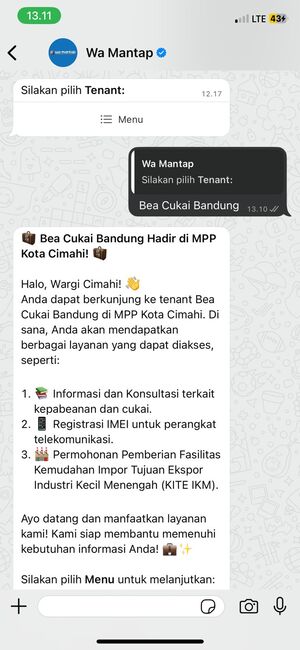 13.11
LTE 43
Wa Mantap
wa mantap
Silakan pilih Tenant:
12.17
Menu
Wa Mantap
Silakan pilih Tenant:
Bea Cukai Bandung 13.10
💼 Bea Cukai Bandung Hadir di MPP
Kota Cimahi! 💼
Halo, Wargi Cimahi! 👋
Anda dapat berkunjung ke tenant Bea
Cukai Bandung di MPP Kota Cimahi. Di
sana, Anda akan mendapatkan
berbagai layanan yang dapat diakses,
seperti:
1. 📚 Informasi dan Konsultasi terkait
kepabeanan dan cukai.
2. 📱 Registrasi IMEI untuk perangkat
telekomunikasi.
3. 🏭 Permohonan Pemberian Fasilitas
Kemudahan Impor Tujuan Ekspor
Industri Kecil Menengah (KITE IKM).
Ayo datang dan manfaatkan layanan
kami! Kami siap membantu memenuhi
kebutuhan informasi Anda! 💼✨
Silakan pilih Menu untuk melanjutkan: